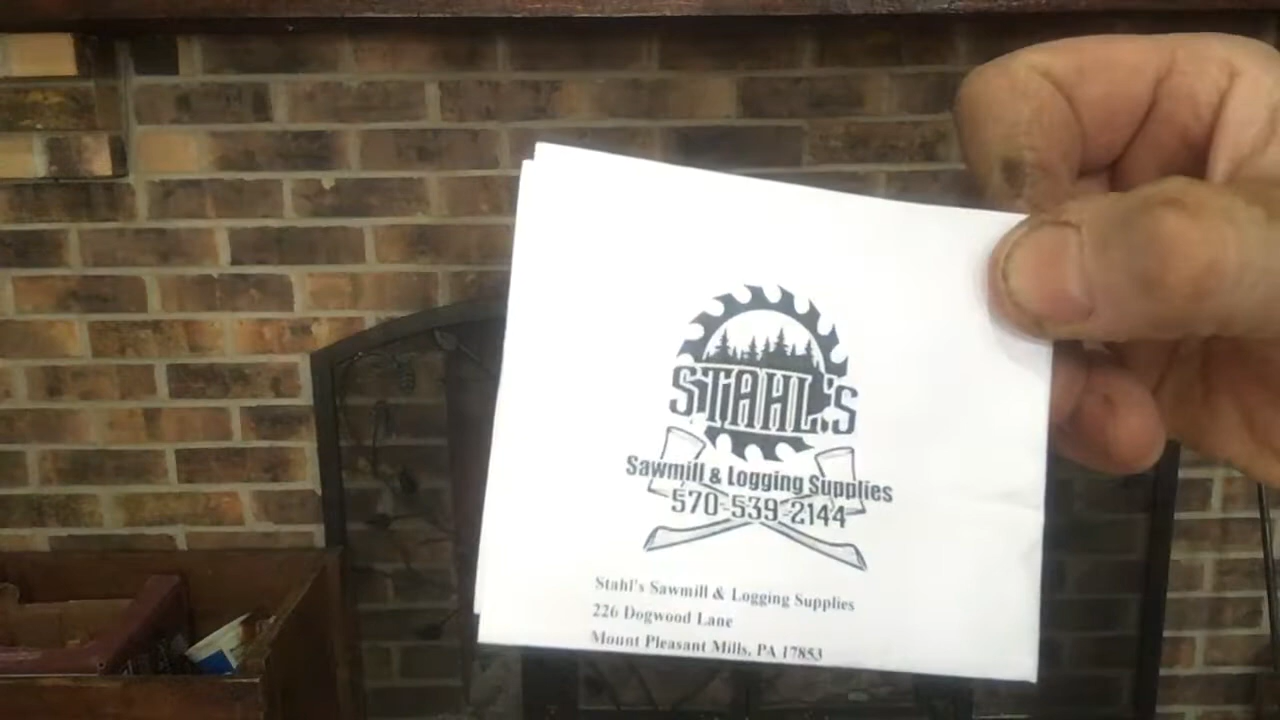 STAHL'S
Sawmill & Logging Supplies
570-539-2144
Stahl's Sawmill & Logging Supplies
226 Dogwood Lane
Mount Pleasant Mills, PA 17853